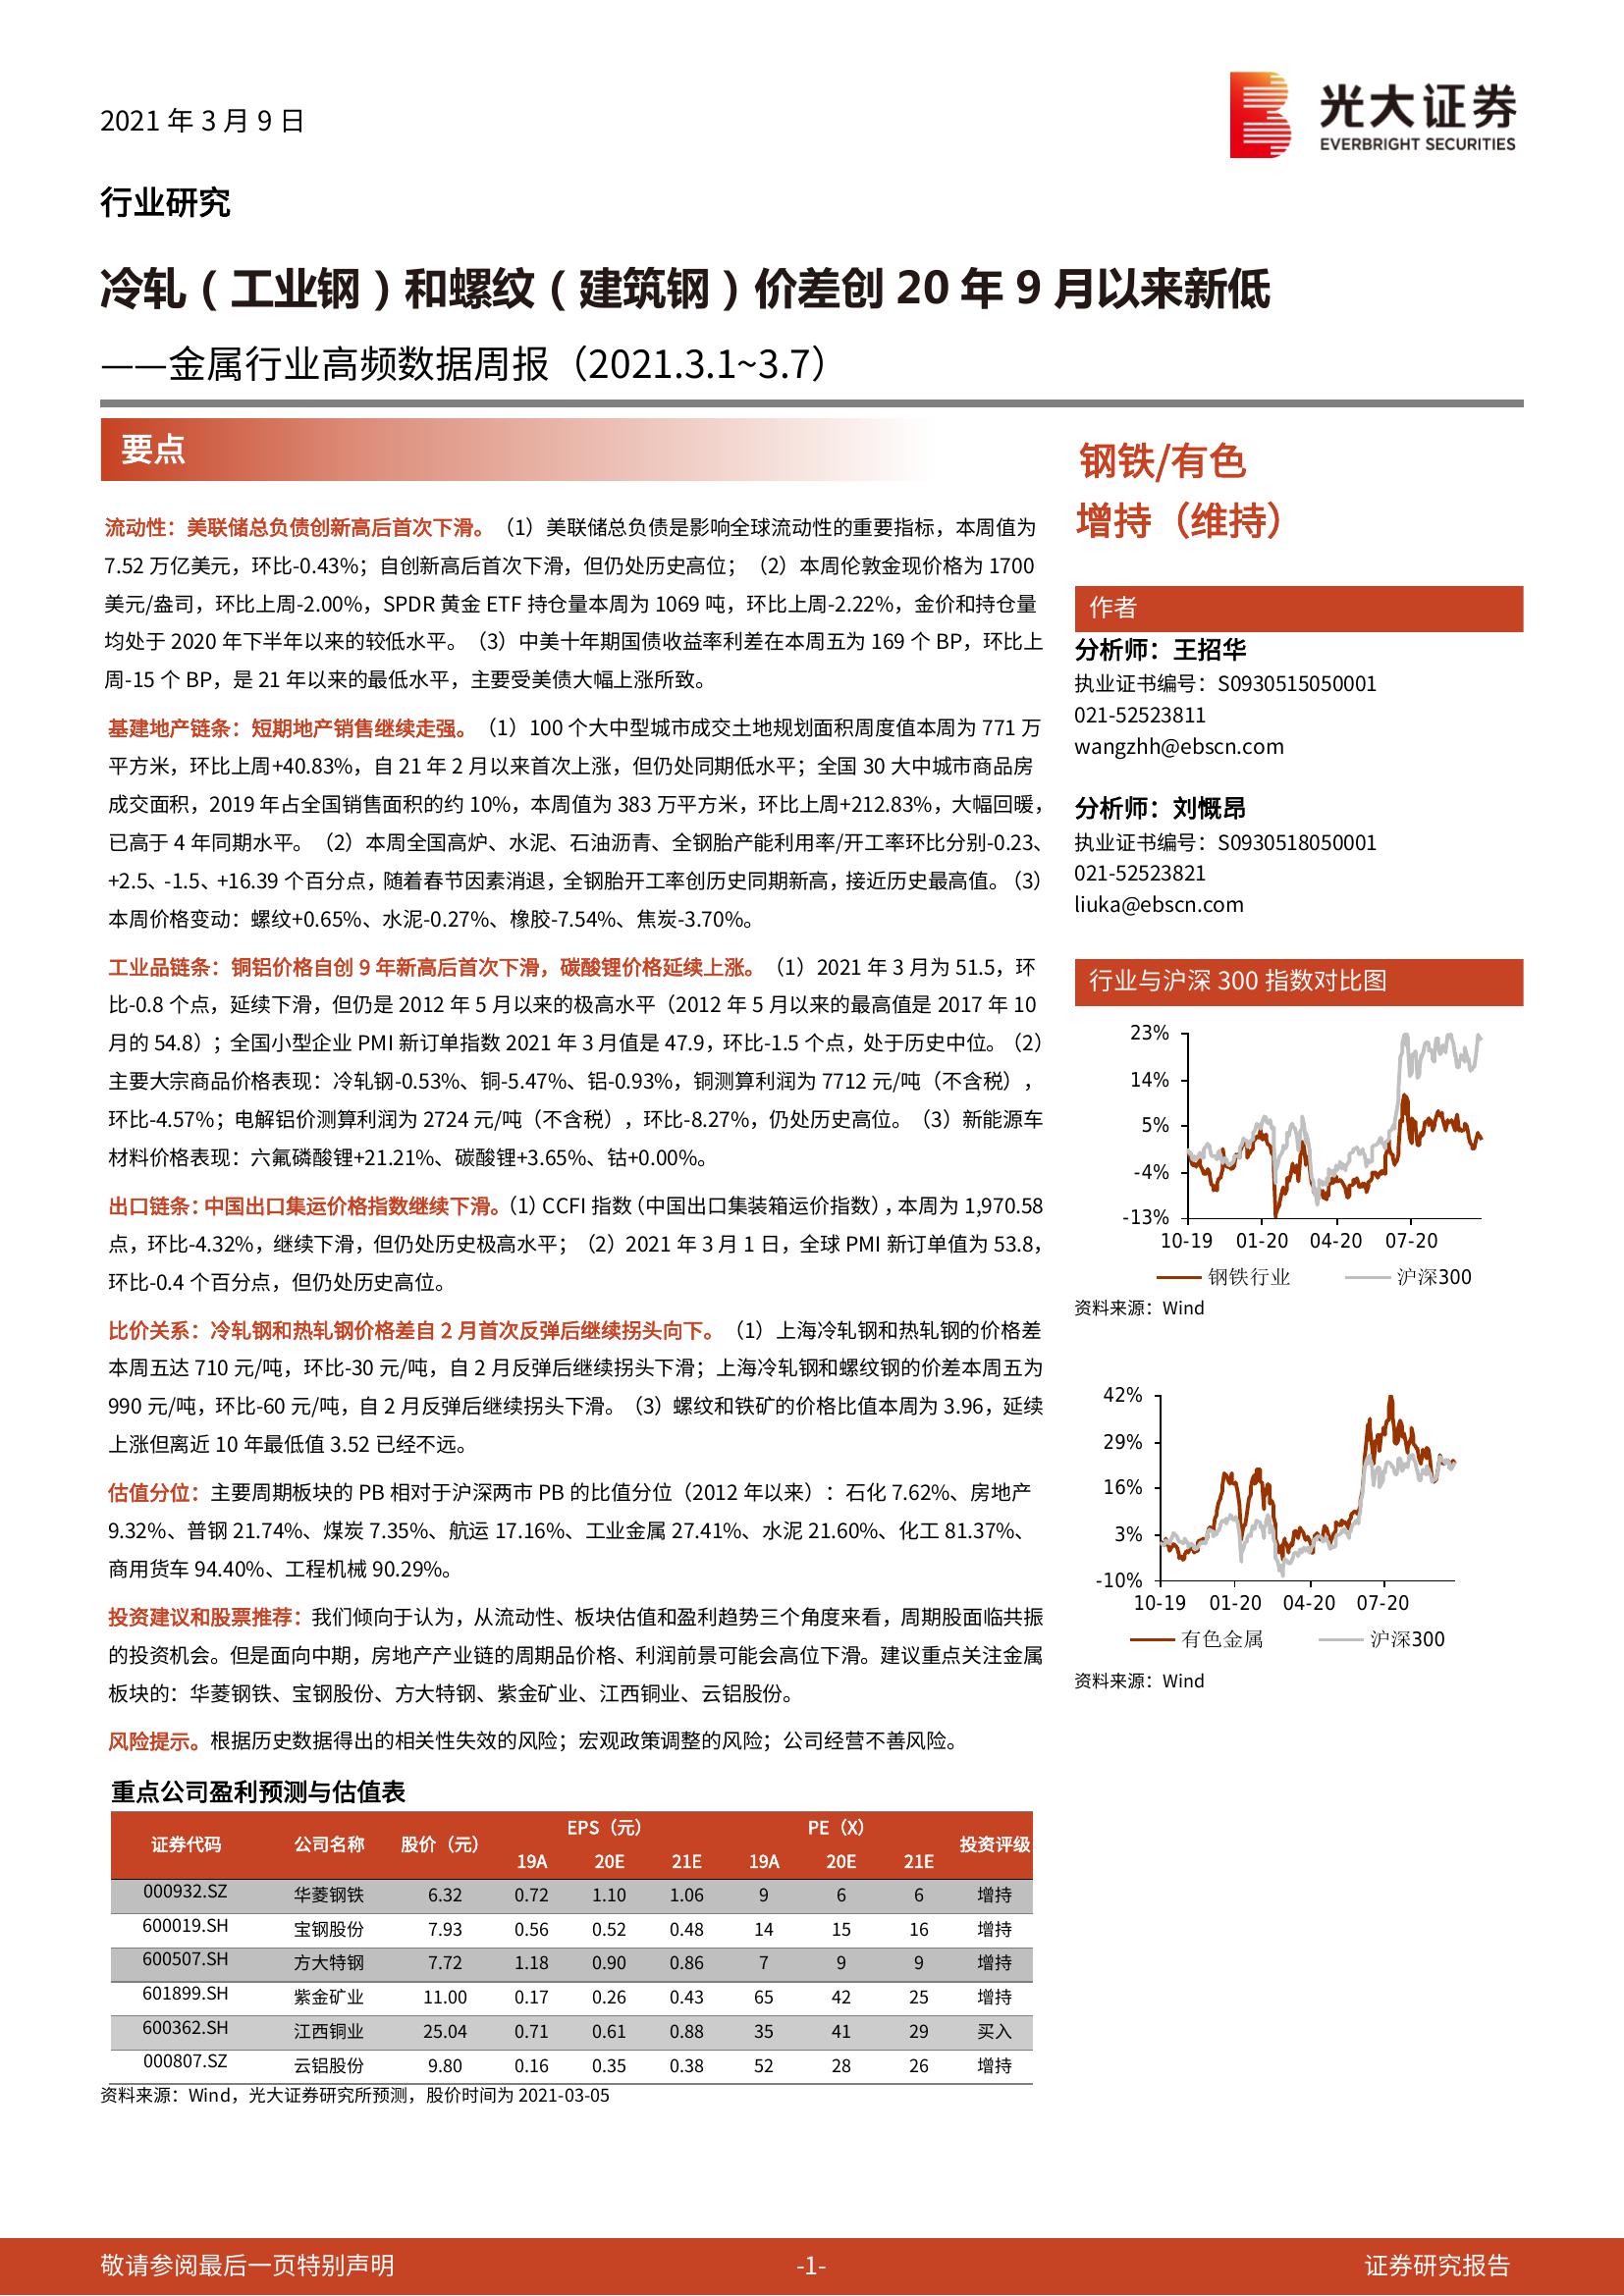 2021 年 3 月 9 日
光大证券
EVERBRIGHT SECURITIES
行业研究
冷轧（工业钢）和螺纹（建筑钢）价差创 20 年 9 月以来新低
——金属行业高频数据周报（2021.3.1~3.7）
要点
流动性：美联储总负债创新高后首次下滑。（1）美联储总负债是影响全球流动性的重要指标，本周值为
7.52 万亿美元，环比-0.43%；自创新高后首次下滑，但仍处历史高位；（2）本周伦敦金现价格为 1700
美元/盎司，环比上周-2.00%，SPDR 黄金 ETF 持仓量本周为 1069 吨，环比上周-2.22%，金价和持仓量
均处于 2020 年下半年以来的较低水平。（3）中美十年期国债收益率利差在本周五为 169 个 BP，环比上
周-15 个 BP，是 21 年以来的最低水平，主要受美债大幅上涨所致。
基建地产链条：短期地产销售继续走强。（1）100 个大中型城市成交土地规划面积周度值本周为 771 万
平方米，环比上周+40.83%，自 21 年 2 月以来首次上涨，但仍处同期低水平；全国 30 大中城市商品房
成交面积，2019 年占全国销售面积的约 10%，本周值为 383 万平方米，环比上周+212.83%，大幅回暖，
已高于 4 年同期水平。（2）本周全国高炉、水泥、石油沥青、全钢胎产能利用率/开工率环比分别-0.23、
+2.5、-1.5、+16.39 个百分点，随着春节因素消退，全钢胎开工率创历史同期新高，接近历史最高值。（3）
本周价格变动：螺纹+0.65%、水泥-0.27%、橡胶-7.54%、焦炭-3.70%。
工业品链条：铜铝价格自创 9 年新高后首次下滑，碳酸锂价格延续上涨。（1）2021 年 3 月为 51.5，环
比-0.8 个点，延续下滑，但仍是 2012 年 5 月以来的极高水平（2012 年 5 月以来的最高值是 2017 年 10
月的 54.8）；全国小型企业 PMI 新订单指数 2021 年 3 月值是 47.9，环比-1.5 个点，处于历史中位。（2）
主要大宗商品价格表现：冷轧钢-0.53%、铜-5.47%、铝-0.93%，铜测算利润为 7712 元/吨（不含税），
环比-4.57%；电解铝价测算利润为 2724 元/吨（不含税），环比-8.27%，仍处历史高位。（3）新能源车
材料价格表现：六氟磷酸锂+21.21%、碳酸锂+3.65%、钴+0.00%。
出口链条：中国出口集运价格指数继续下滑。（1）CCFI 指数（中国出口集装箱运价指数），本周为 1,970.58
点，环比-4.32%，继续下滑，但仍处历史极高水平；（2）2021 年 3 月 1 日，全球 PMI 新订单值为 53.8，
环比-0.4 个百分点，但仍处历史高位。
比价关系：冷轧钢和热轧钢价格差自 2 月首次反弹后继续拐头向下。（1）上海冷轧钢和热轧钢的价格差
本周五达 710 元/吨，环比-30 元/吨，自 2 月反弹后继续拐头下滑；上海冷轧钢和螺纹钢的价差本周五为
990 元/吨，环比-60 元/吨，自 2 月反弹后继续拐头下滑。（3）螺纹和铁矿的价格比值本周为 3.96，延续
上涨但离近 10 年最低值 3.52 已经不远。
估值分位：主要周期板块的 PB 相对于沪深两市 PB 的比值分位（2012 年以来）：石化 7.62%、房地产
9.32%、普钢 21.74%、煤炭 7.35%、航运 17.16%、工业金属 27.41%、水泥 21.60%、化工 81.37%、
商用货车 94.40%、工程机械 90.29%。
投资建议和股票推荐：我们倾向于认为，从流动性、板块估值和盈利趋势三个角度来看，周期股面临共振
的投资机会。但是面向中期，房地产产业链的周期品价格、利润前景可能会高位下滑。建议重点关注金属
板块的：华菱钢铁、宝钢股份、方大特钢、紫金矿业、江西铜业、云铝股份。
风险提示。根据历史数据得出的相关性失效的风险；宏观政策调整的风险；公司经营不善风险。
重点公司盈利预测与估值表
证券代码 公司名称 股价（元） EPS（元） PE（X） 投资评级
19A 20E 21E 19A 20E 21E
000932.SZ 华菱钢铁 6.32 0.72 1.10 1.06 9 6 6 增持
600019.SH 宝钢股份 7.93 0.56 0.52 0.48 14 15 16 增持
600507.SH 方大特钢 7.72 1.18 0.90 0.86 7 9 9 增持
601899.SH 紫金矿业 11.00 0.17 0.26 0.43 65 42 25 增持
600362.SH 江西铜业 25.04 0.71 0.61 0.88 35 41 29 买入
000807.SZ 云铝股份 9.80 0.16 0.35 0.38 52 28 26 增持
资料来源：Wind，光大证券研究所预测，股价时间为 2021-03-05
钢铁/有色
增持（维持）
作者
分析师：王招华
执业证书编号：S0930515050001
021-52523811
wangzhh@ebscn.com
分析师：刘慨昂
执业证书编号：S0930518050001
021-52523821
liuka@ebscn.com
行业与沪深 300 指数对比图
23%
14%
5%
-4%
-13%
10-19 01-20 04-20 07-20
钢铁行业 沪深300
资料来源：Wind
42%
29%
16%
3%
-10%
10-19 01-20 04-20 07-20
有色金属 沪深300
资料来源：Wind
敬请参阅最后一页特别声明 -1- 证券研究报告